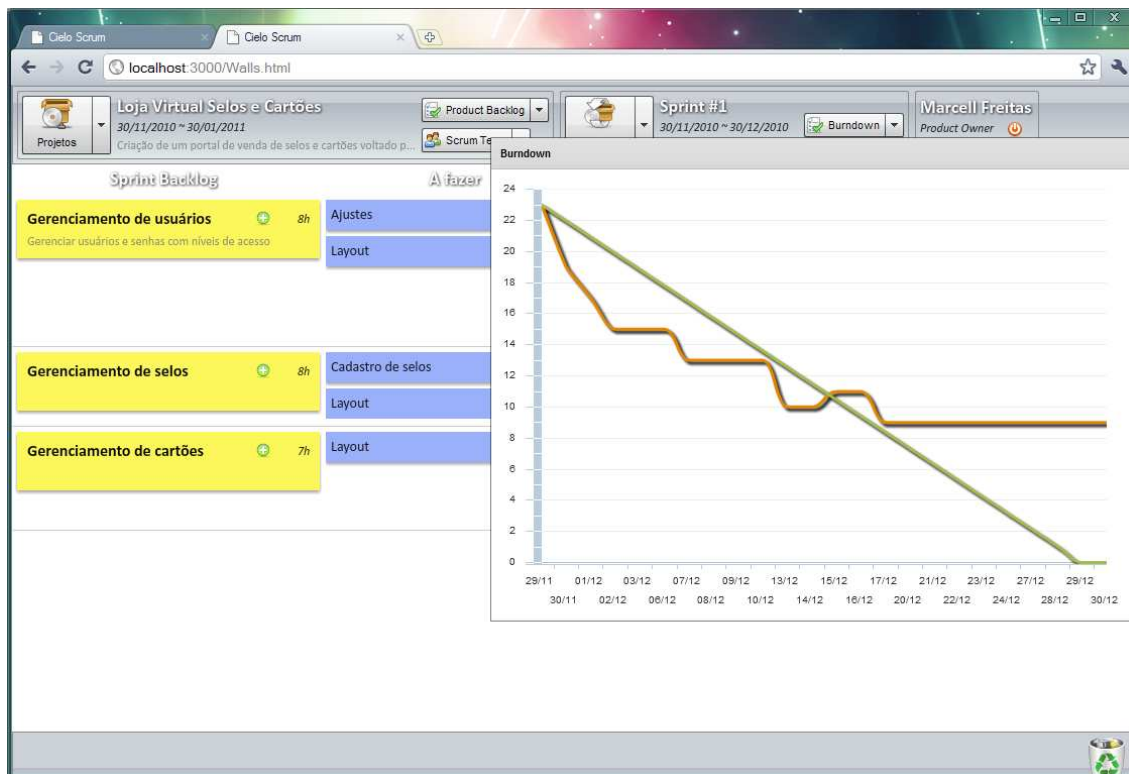 Cielo Scrum
Cielo Scrum
localhost:3000/Walls.html
Projetos
Loja Virtual Selos e Cartões
30/11/2010 ~ 30/01/2011
Criação de um portal de venda de selos e cartões voltado p...
Product Backlog
Scrum Te
Sprint #1
30/11/2010 ~ 30/12/2010
Burndown
Marcell Freitas
Product Owner
Sprint Backlog
A fazer
Gerenciamento de usuários 8h
Gerenciar usuários e senhas com níveis de acesso
Ajustes
Layout
Gerenciamento de selos 8h
Cadastro de selos
Layout
Gerenciamento de cartões 7h
Layout
Burndown
24
22
20
18
16
14
12
10
8
6
4
2
0
29/11 01/12 03/12 07/12 09/12 13/12 15/12 17/12 21/12 23/12 27/12 29/12
30/11 02/12 06/12 08/12 10/12 14/12 16/12 20/12 22/12 24/12 28/12 30/12